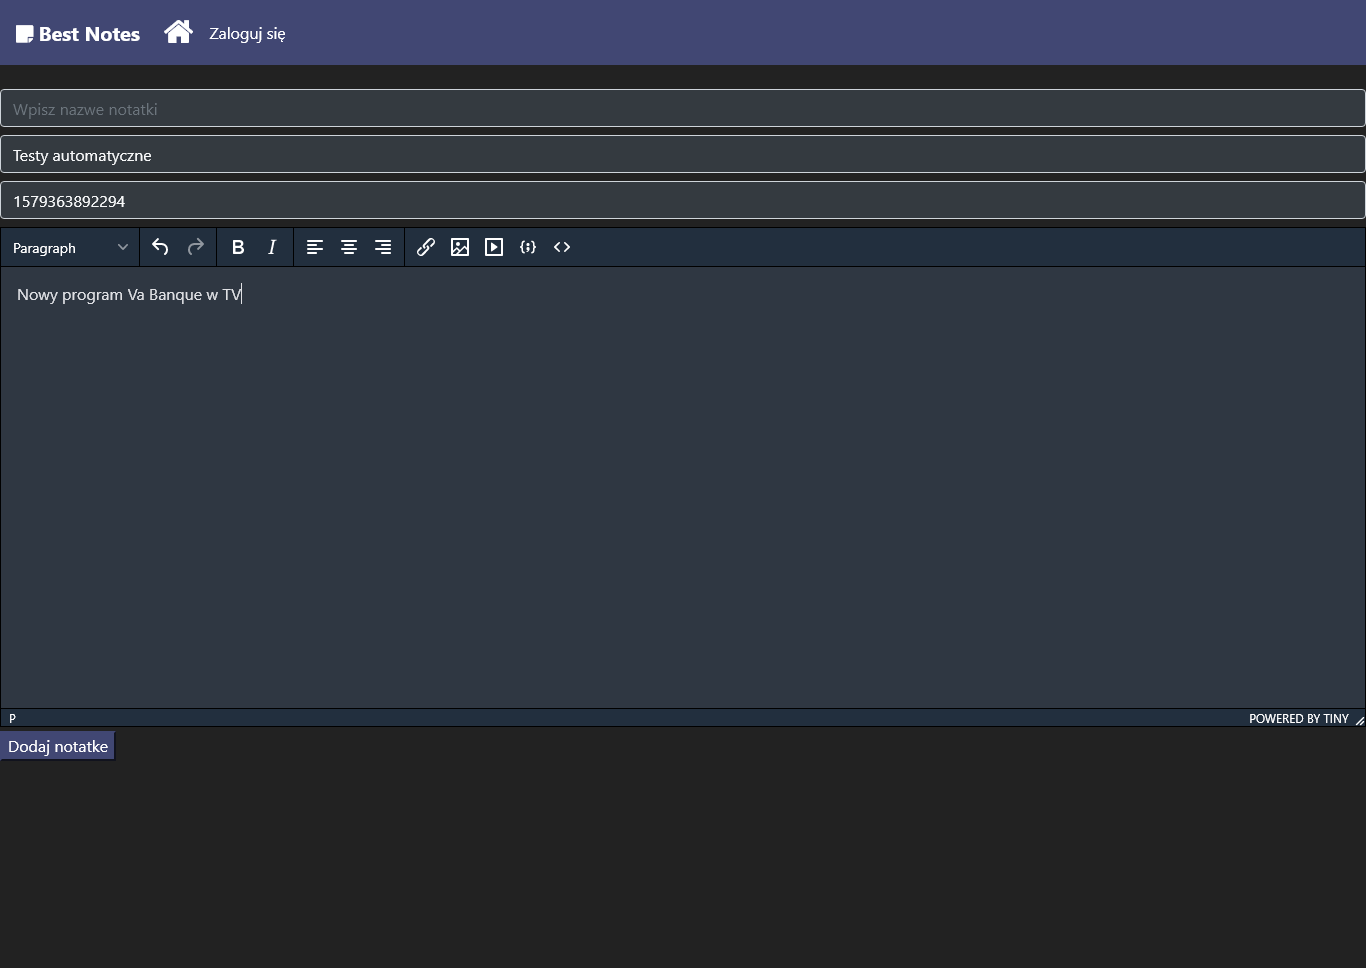 Best Notes Zaloguj się
Wpisz nazwe notatki
Testy automatyczne
1579363892294
Paragraph B I
Nowy program Va Banque w TV
P POWERED BY TINY
Dodaj notatke